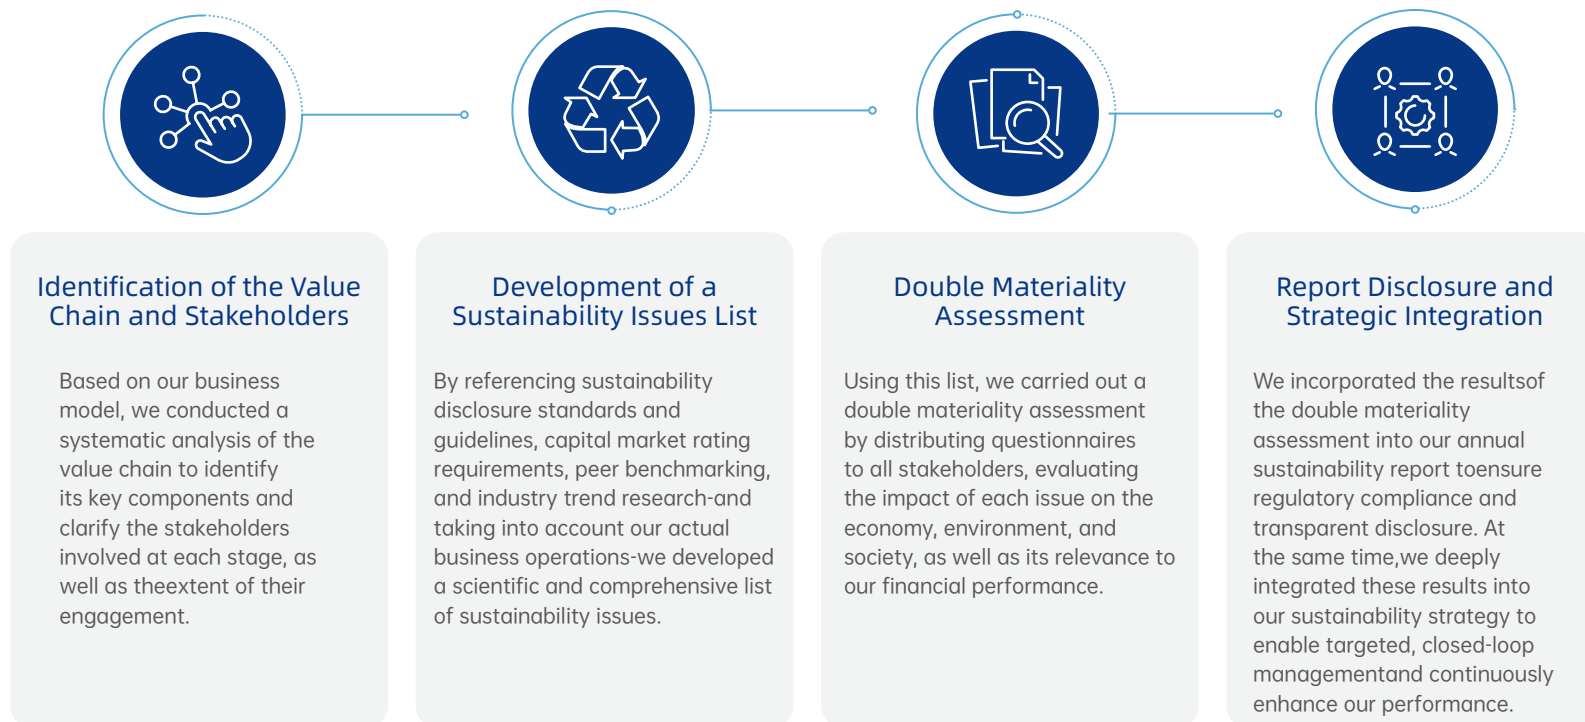 Identification of the Value
Chain and Stakeholders
Based on our business
model, we conducted a
systematic analysis of the
value chain to identify
its key components and
clarify the stakeholders
involved at each stage, as
well as theextent of their
engagement.
Development of a
Sustainability Issues List
By referencing sustainability
disclosure standards and
guidelines, capital market rating
requirements, peer benchmarking,
and industry trend research-and
taking into account our actual
business operations-we developed
a scientific and comprehensive list
of sustainability issues.
Double Materiality
Assessment
Using this list, we carried out a
double materiality assessment
by distributing questionnaires
to all stakeholders, evaluating
the impact of each issue on the
economy, environment, and
society, as well as its relevance to
our financial performance.
Report Disclosure and
Strategic Integration
We incorporated the resultsof
the double materiality
assessment into our annual
sustainability report toensure
regulatory compliance and
transparent disclosure. At
the same time,we deeply
integrated these results into
our sustainability strategy to
enable targeted, closed-loop
managementand continuously
enhance our performance.